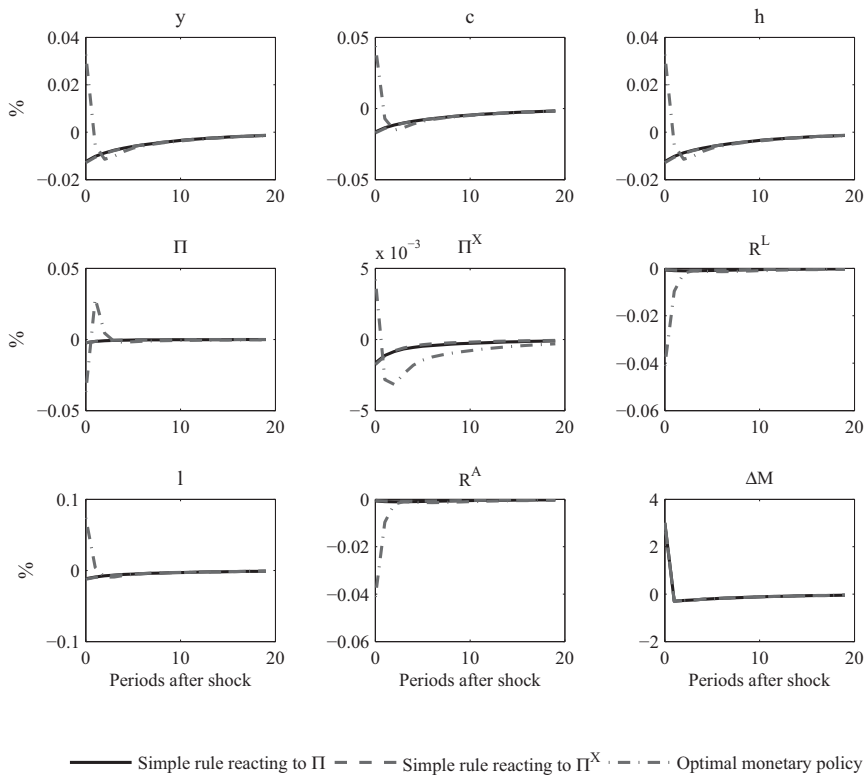 y c h
0.04 0.05 0.04
0.02 0.02
% 0 0 0
−0.02 −0.05 −0.02
0 10 20 0 10 20 0 10 20
Π x 10⁻³ Π^X R^L
0.05 5 0
−0.02
% 0 0
−0.04
−0.05 −5 −0.06
0 10 20 0 10 20 0 10 20
l R^A ΔM
0.1 0 4
−0.02 2
% 0
−0.04 0
−0.1 −0.06 −2
0 10 20 0 10 20 0 10 20
Periods after shock Periods after shock Periods after shock
Simple rule reacting to Π Simple rule reacting to Π^X Optimal monetary policy